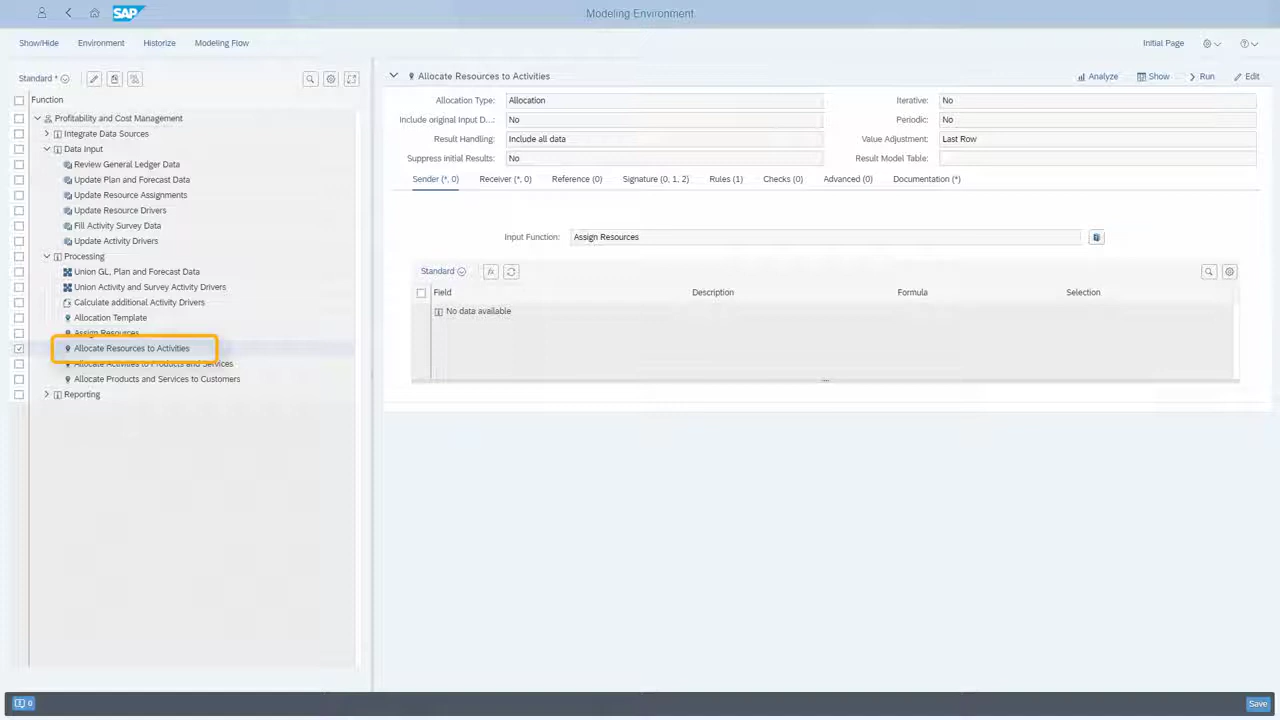 SAP
Modeling Environment
Show/Hide Environment Historize Modeling Flow
Initial Page
Standard *
Function
Profitability and Cost Management
Integrate Data Sources
Data Input
Review General Ledger Data
Update Plan and Forecast Data
Update Resource Assignments
Update Resource Drivers
Fill Activity Survey Data
Update Activity Drivers
Processing
Union GL, Plan and Forecast Data
Union Activity and Survey Activity Drivers
Calculate additional Activity Drivers
Allocation Template
Assign Resources
Allocate Resources to Activities
Allocate Activities to Products and Services
Allocate Products and Services to Customers
Reporting
Allocate Resources to Activities
Analyze Show Run Edit
Allocation Type: Allocation Iterative: No
Include original Input D...: No Periodic: No
Result Handling: Include all data Value Adjustment: Last Row
Suppress initial Results: No Result Model Table:
Sender (*, 0) Receiver (*, 0) Reference (0) Signature (0, 1, 2) Rules (1) Checks (0) Advanced (0) Documentation (*)
Input Function: Assign Resources
Standard fx
Field Description Formula Selection
No data available
0
Save